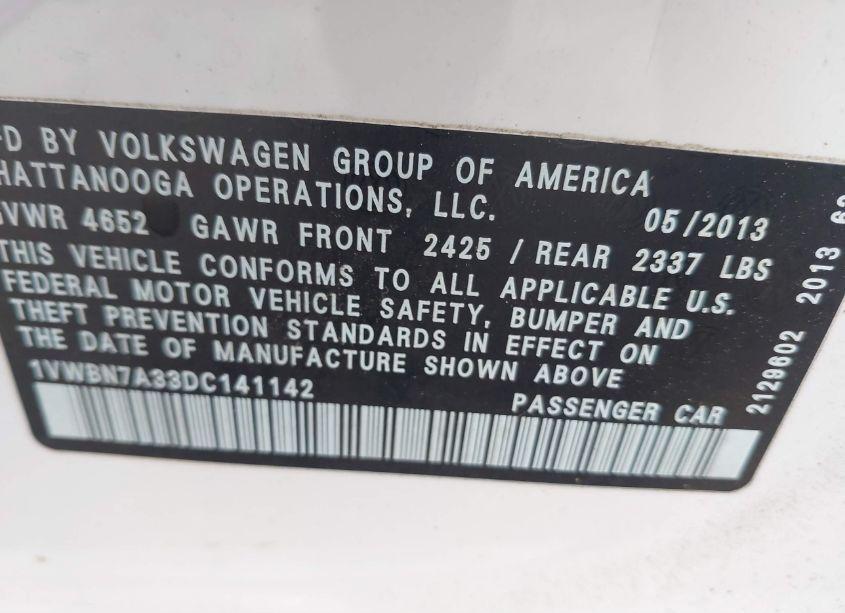 D BY VOLKSWAGEN GROUP OF AMERICA
HATTANOOGA OPERATIONS, LLC.
05/2013
VWR 4652 GAWR FRONT 2425 / REAR 2337 LBS
THIS VEHICLE CONFORMS TO ALL APPLICABLE U.S.
FEDERAL MOTOR VEHICLE SAFETY, BUMPER AND
THEFT PREVENTION STANDARDS IN EFFECT ON
THE DATE OF MANUFACTURE SHOWN ABOVE
1VWBN7A33DC141142
PASSENGER CAR
2129602 2013